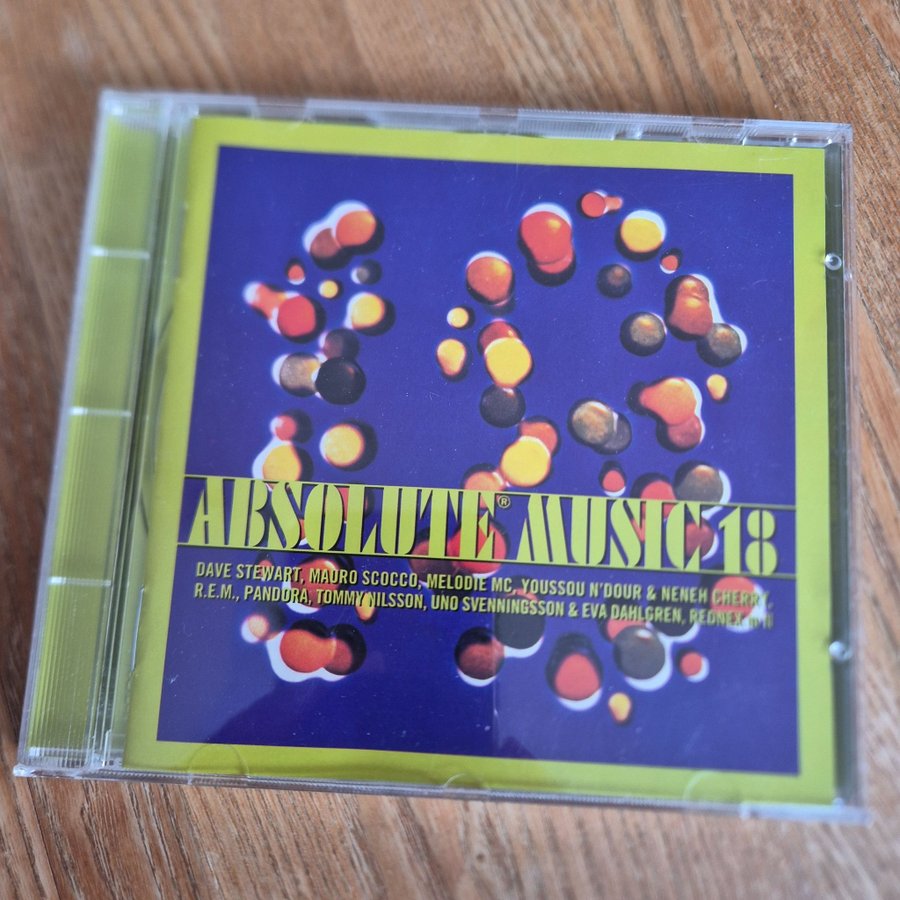 ABSOLUTE® MUSIC 18
DAVE STEWART, MAURO SCOCCO, MELODIE MC, YOUSSOU N'DOUR & NENEH CHERRY,
R.E.M., PANDORA, TOMMY NILSSON, UNO SVENNINGSSON & EVA DAHLGREN, REDNEX m fl